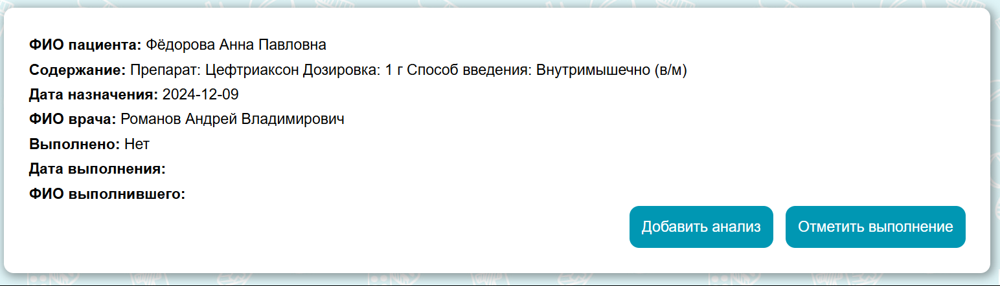 ФИО пациента: Фёдорова Анна Павловна
Содержание: Препарат: Цефтриаксон Дозировка: 1 г Способ введения: Внутримышечно (в/м)
Дата назначения: 2024-12-09
ФИО врача: Романов Андрей Владимирович
Выполнено: Нет
Дата выполнения:
ФИО выполнившего:
Добавить анализ Отметить выполнение